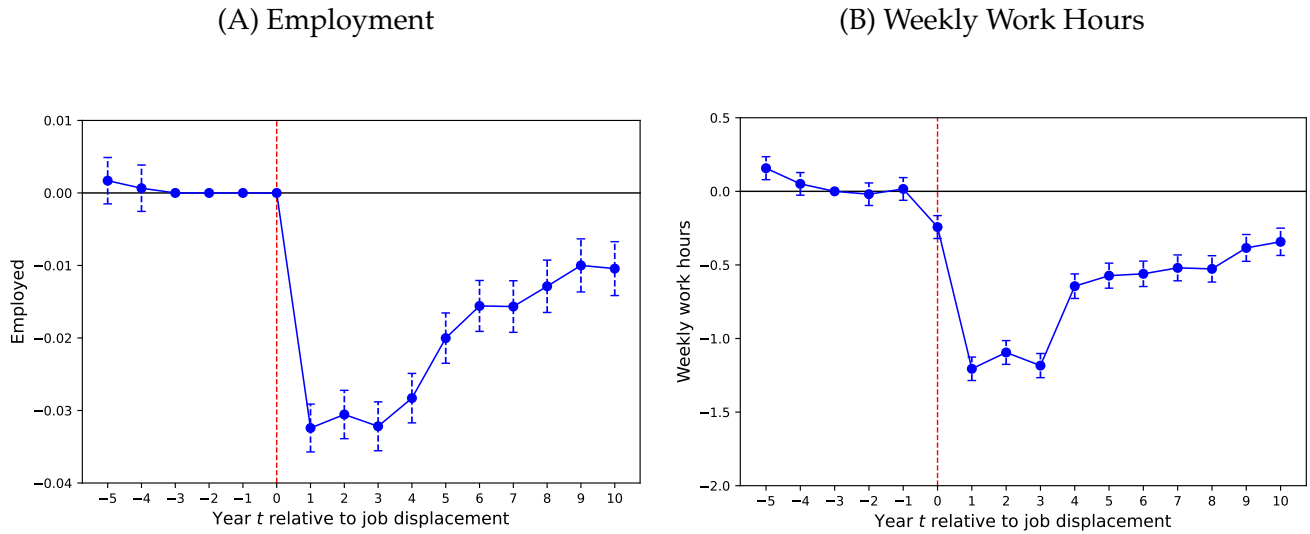 (A) Employment
0.01
0.00
−0.01
−0.02
−0.03
−0.04
Employed
−5 −4 −3 −2 −1 0 1 2 3 4 5 6 7 8 9 10
Year t relative to job displacement
(B) Weekly Work Hours
0.5
0.0
−0.5
−1.0
−1.5
−2.0
Weekly work hours
−5 −4 −3 −2 −1 0 1 2 3 4 5 6 7 8 9 10
Year t relative to job displacement